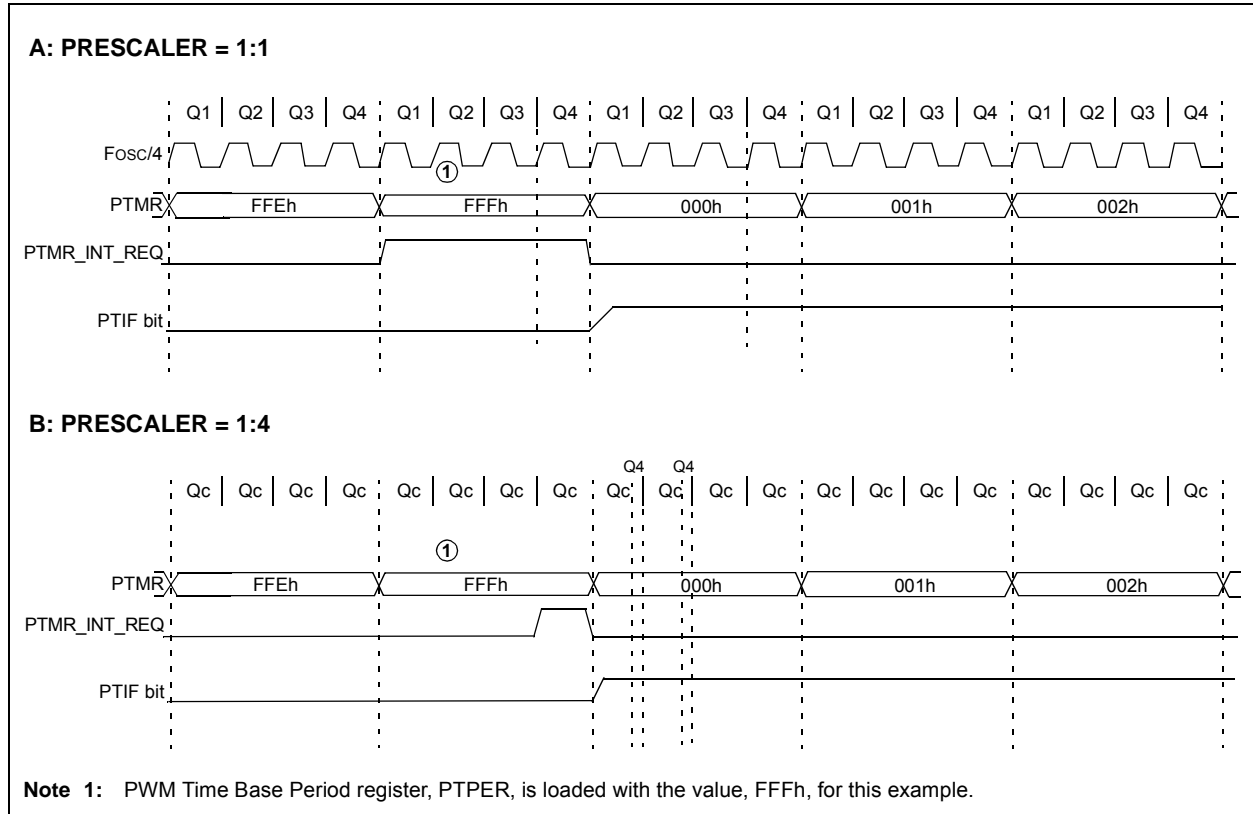 A: PRESCALER = 1:1
Q1 Q2 Q3 Q4 Q1 Q2 Q3 Q4 Q1 Q2 Q3 Q4 Q1 Q2 Q3 Q4 Q1 Q2 Q3 Q4
FOSC/4
1
PTMR FFEh FFFh 000h 001h 002h
PTMR_INT_REQ
PTIF bit
B: PRESCALER = 1:4
Q4 Q4
Qc Qc Qc Qc Qc Qc Qc Qc Qc Qc Qc Qc Qc Qc Qc Qc Qc Qc Qc Qc
1
PTMR FFEh FFFh 000h 001h 002h
PTMR_INT_REQ
PTIF bit
Note 1: PWM Time Base Period register, PTPER, is loaded with the value, FFFh, for this example.